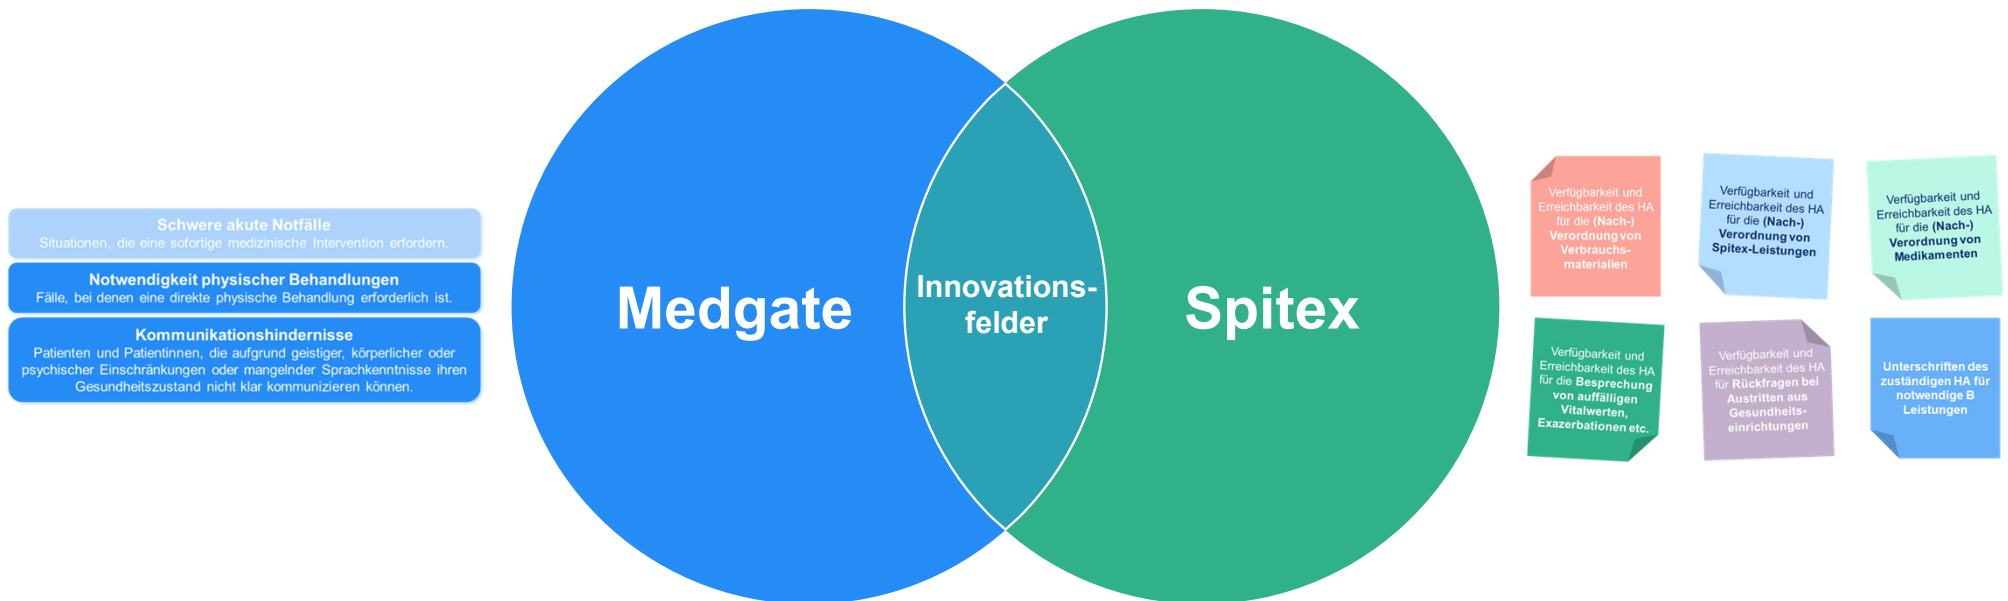 Schwere akute Notfälle
Situationen, die eine sofortige medizinische Intervention erfordern.
Notwendigkeit physischer Behandlungen
Fälle, bei denen eine direkte physische Behandlung erforderlich ist.
Kommunikationshindernisse
Patienten und Patientinnen, die aufgrund geistiger, körperlicher oder
psychischer Einschränkungen oder mangelnder Sprachkenntnisse ihren
Gesundheitszustand nicht klar kommunizieren können.
Medgate
Innovations-
felder
Spitex
Verfügbarkeit und
Erreichbarkeit des HA
für die (Nach-)
Verordnung von
Verbrauchs-
materialien
Verfügbarkeit und
Erreichbarkeit des HA
für die (Nach-)
Verordnung von
Spitex-Leistungen
Verfügbarkeit und
Erreichbarkeit des HA
für die (Nach-)
Verordnung von
Medikamenten
Verfügbarkeit und
Erreichbarkeit des HA
für die Besprechung
von auffälligen
Vitalwerten,
Exazerbationen etc.
Verfügbarkeit und
Erreichbarkeit des HA
für Rückfragen bei
Austritten aus
Gesundheits-
einrichtungen
Unterschriften des
zuständigen HA für
notwendige B
Leistungen